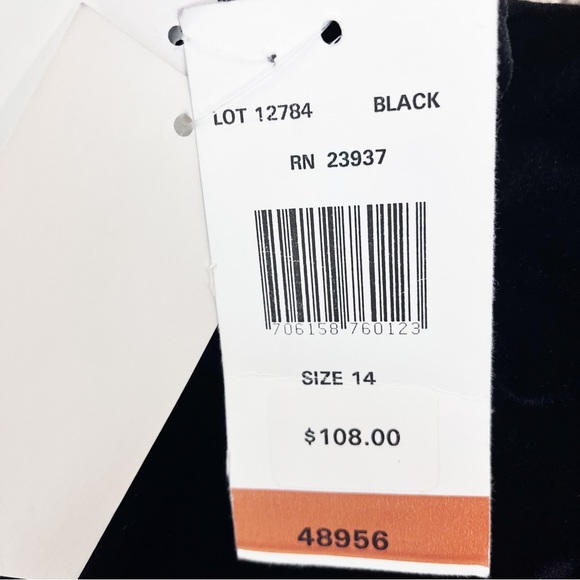 LOT 12784 BLACK
RN 23937
706158 760123
SIZE 14
$108.00
48956